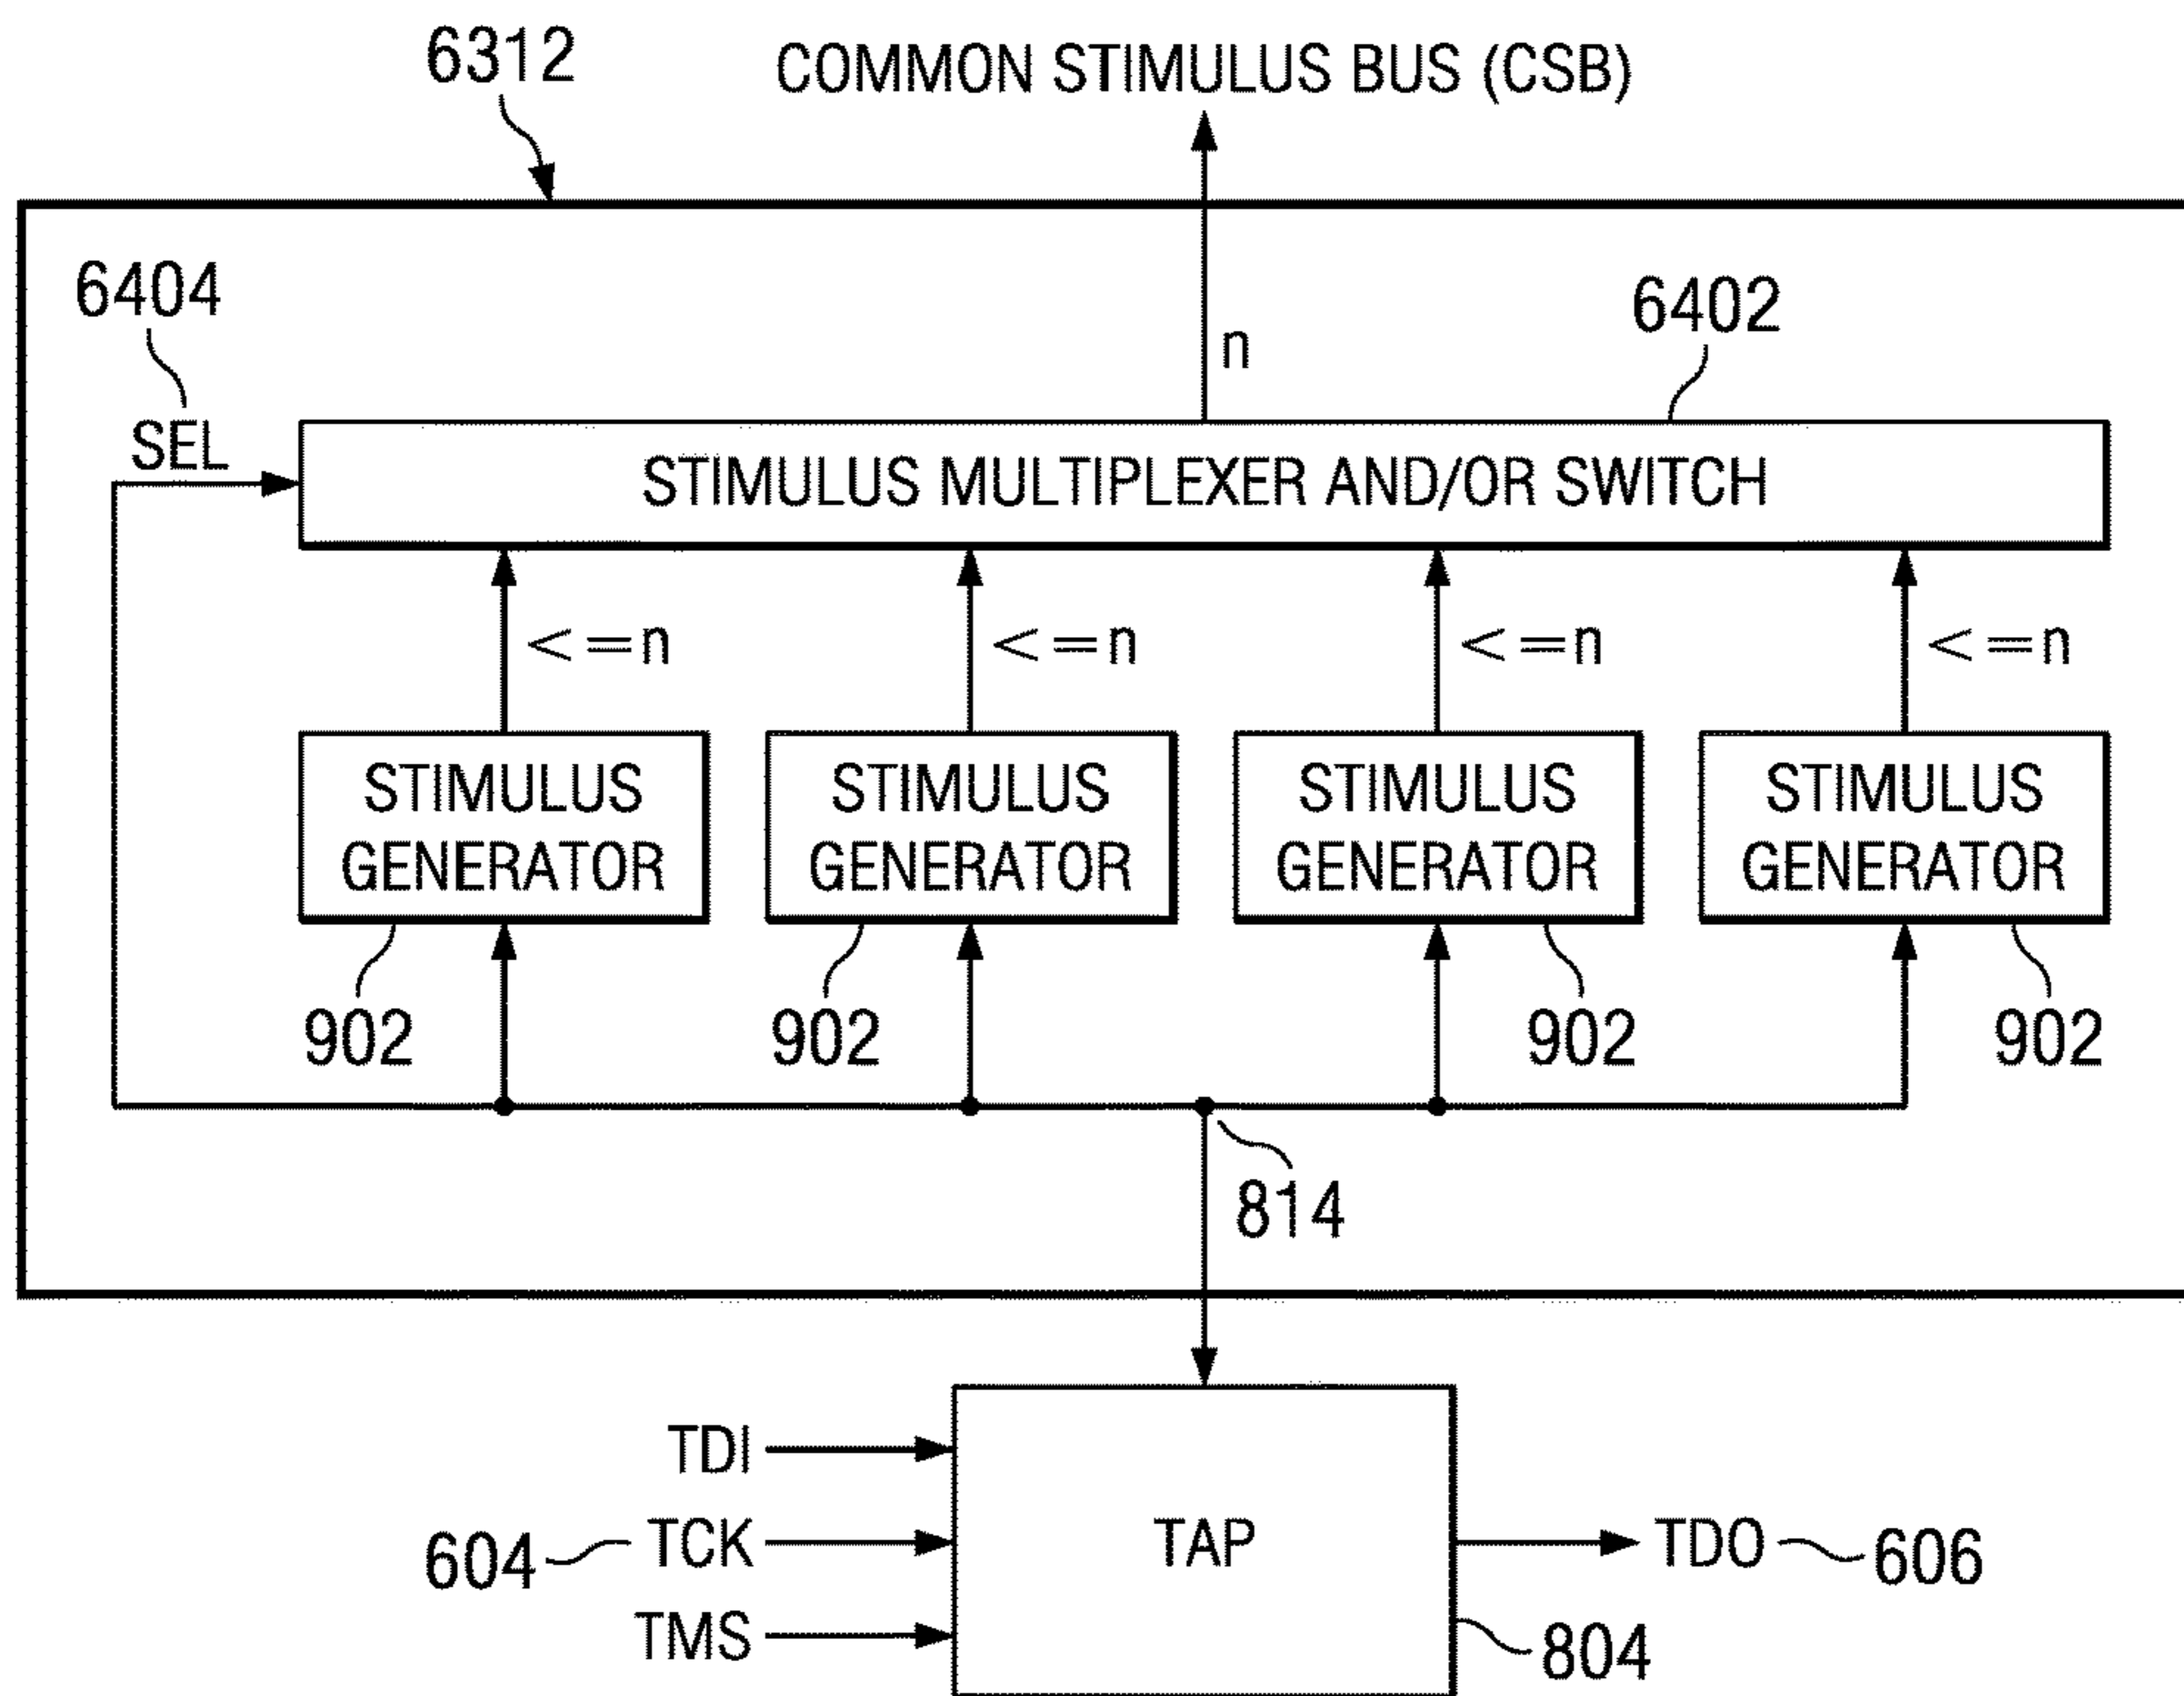 6312
COMMON STIMULUS BUS (CSB)
6404
6402
n
SEL
STIMULUS MULTIPLEXER AND/OR SWITCH
<=n
<=n
<=n
<=n
STIMULUS
GENERATOR
STIMULUS
GENERATOR
STIMULUS
GENERATOR
STIMULUS
GENERATOR
902
902
902
902
814
TDI
604
TCK
TMS
TAP
TDO
606
804